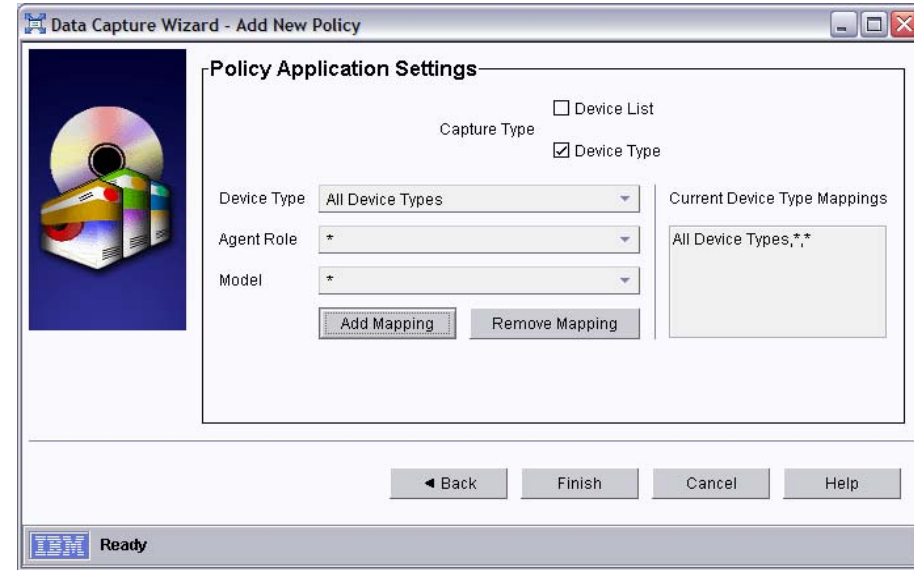 Data Capture Wizard - Add New Policy
Policy Application Settings
Capture Type
Device List
Device Type
Device Type
All Device Types
Agent Role
*
Model
*
Add Mapping
Remove Mapping
Current Device Type Mappings
All Device Types,*,*
Back
Finish
Cancel
Help
IBM
Ready